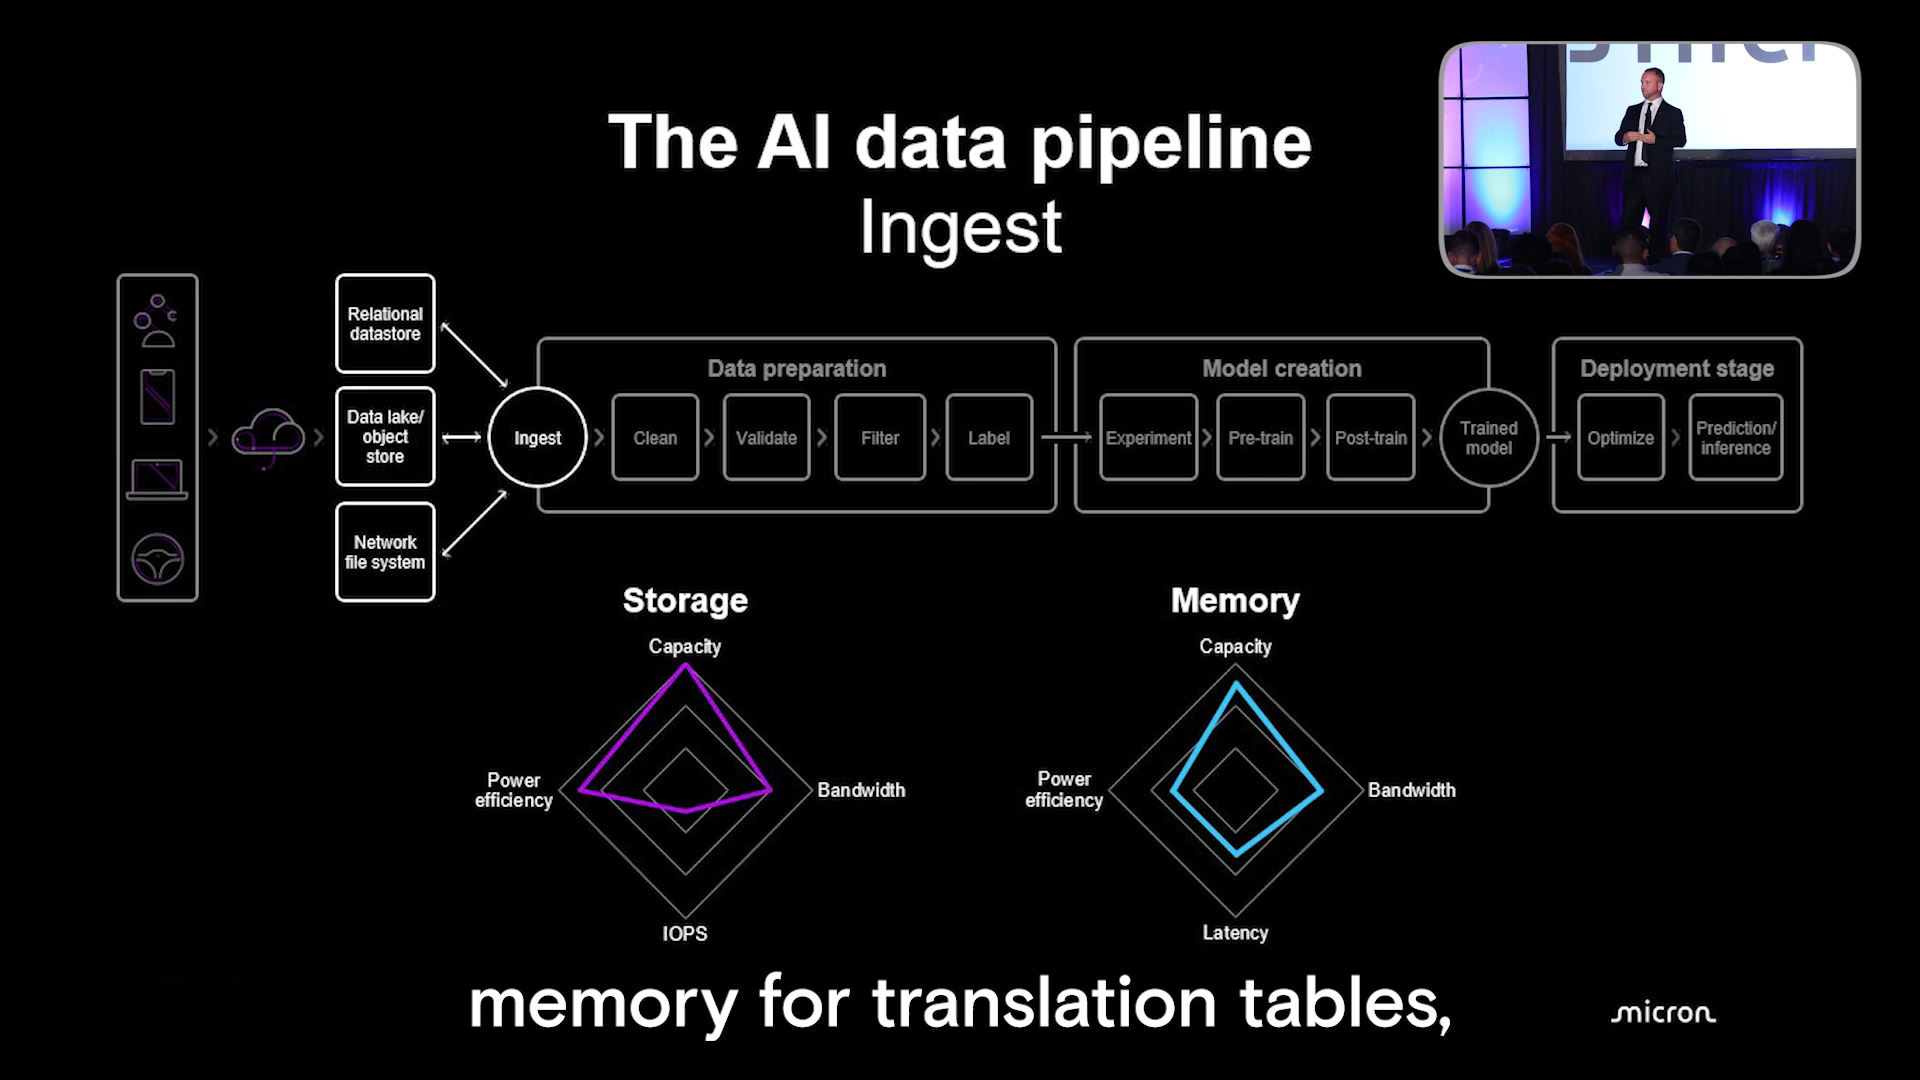 The AI data pipeline
Ingest
Relational
datastore
Data lake/
object
store
Network
file system
Ingest
Data preparation
Clean
Validate
Filter
Label
Model creation
Experiment
Pre-train
Post-train
Trained
model
Deployment stage
Optimize
Prediction/
inference
Storage
Capacity
Power
efficiency
Bandwidth
IOPS
Memory
Capacity
Power
efficiency
Bandwidth
Latency
memory for translation tables,
micron